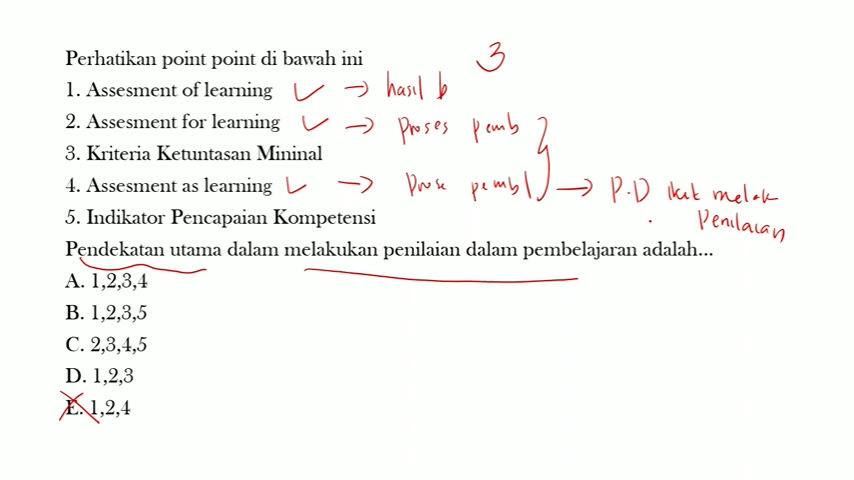 Perhatikan point point di bawah ini 3
1. Assesment of learning ✓ → hasil b
2. Assesment for learning ✓ → proses pemb
3. Kriteria Ketuntasan Mininal
4. Assesment as learning ✓ → prose pembl → P.D ikut melak
5. Indikator Pencapaian Kompetensi penilaian
Pendekatan utama dalam melakukan penilaian dalam pembelajaran adalah...
A. 1,2,3,4
B. 1,2,3,5
C. 2,3,4,5
D. 1,2,3
E. 1,2,4